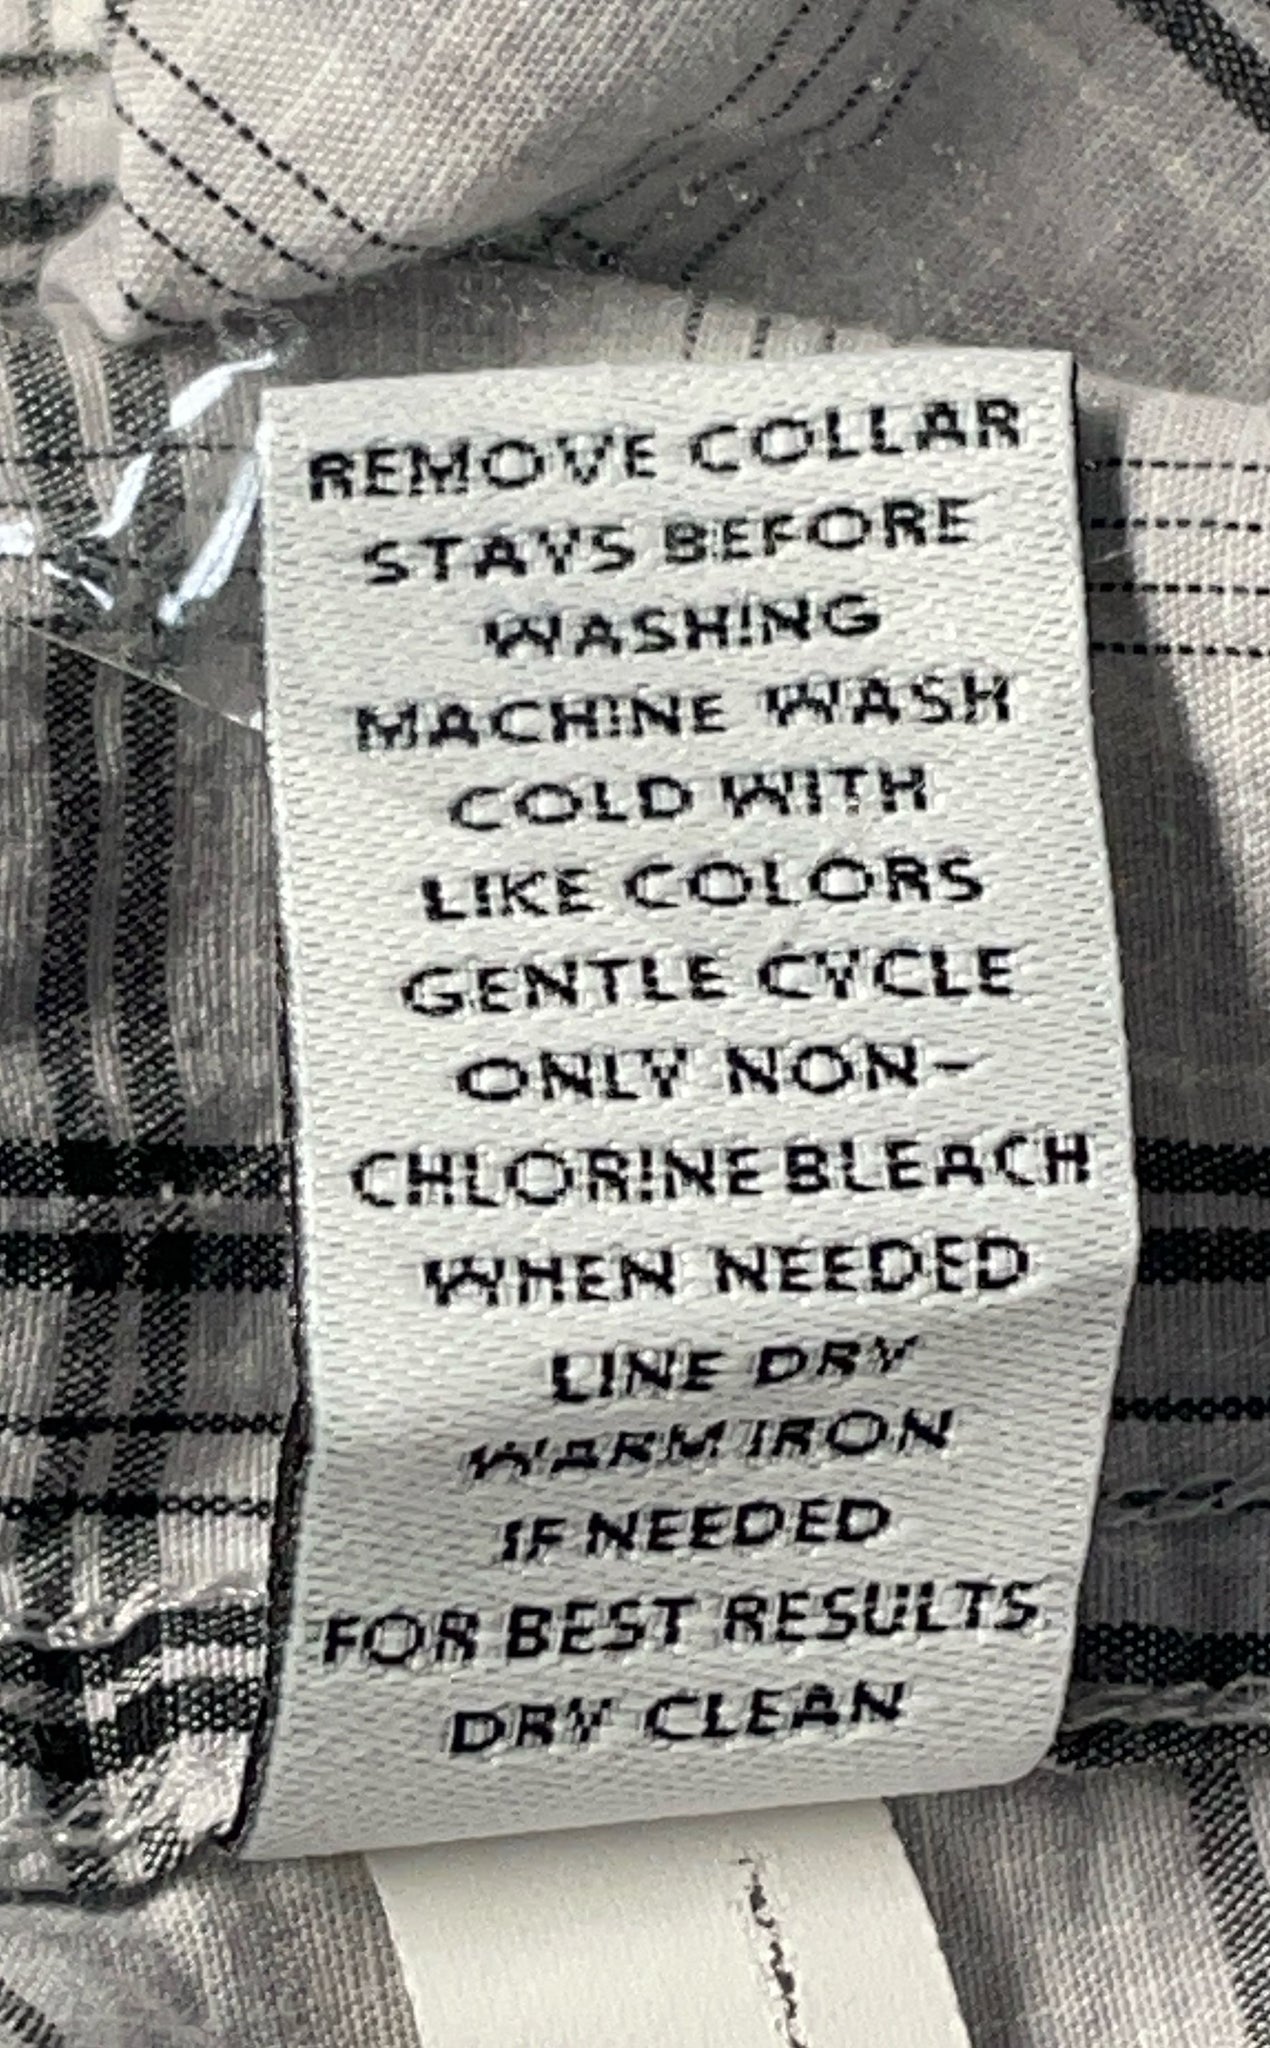 REMOVE COLLAR
STAYS BEFORE
WASHING
MACHINE WASH
COLD WITH
LIKE COLORS
GENTLE CYCLE
ONLY NON-
CHLORINE BLEACH
WHEN NEEDED
LINE DRY
WARM IRON
IF NEEDED
FOR BEST RESULTS
DRY CLEAN